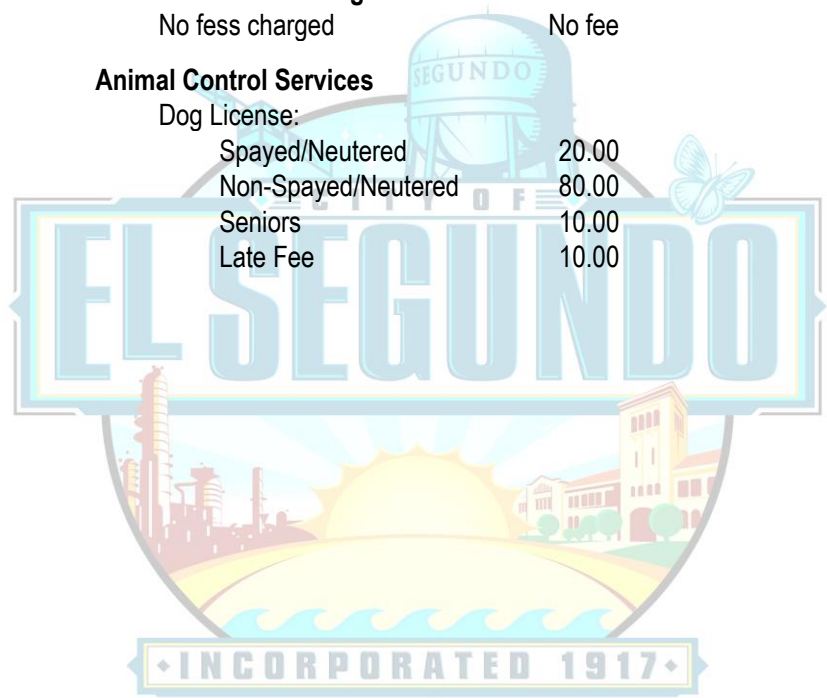 No fess charged No fee
Animal Control Services
SEGUNDO
Dog License:
Spayed/Neutered 20.00
Non-Spayed/Neutered 80.00
CITY OF
Seniors 10.00
Late Fee 10.00
EL SEGUNDO
INCORPORATED 1917